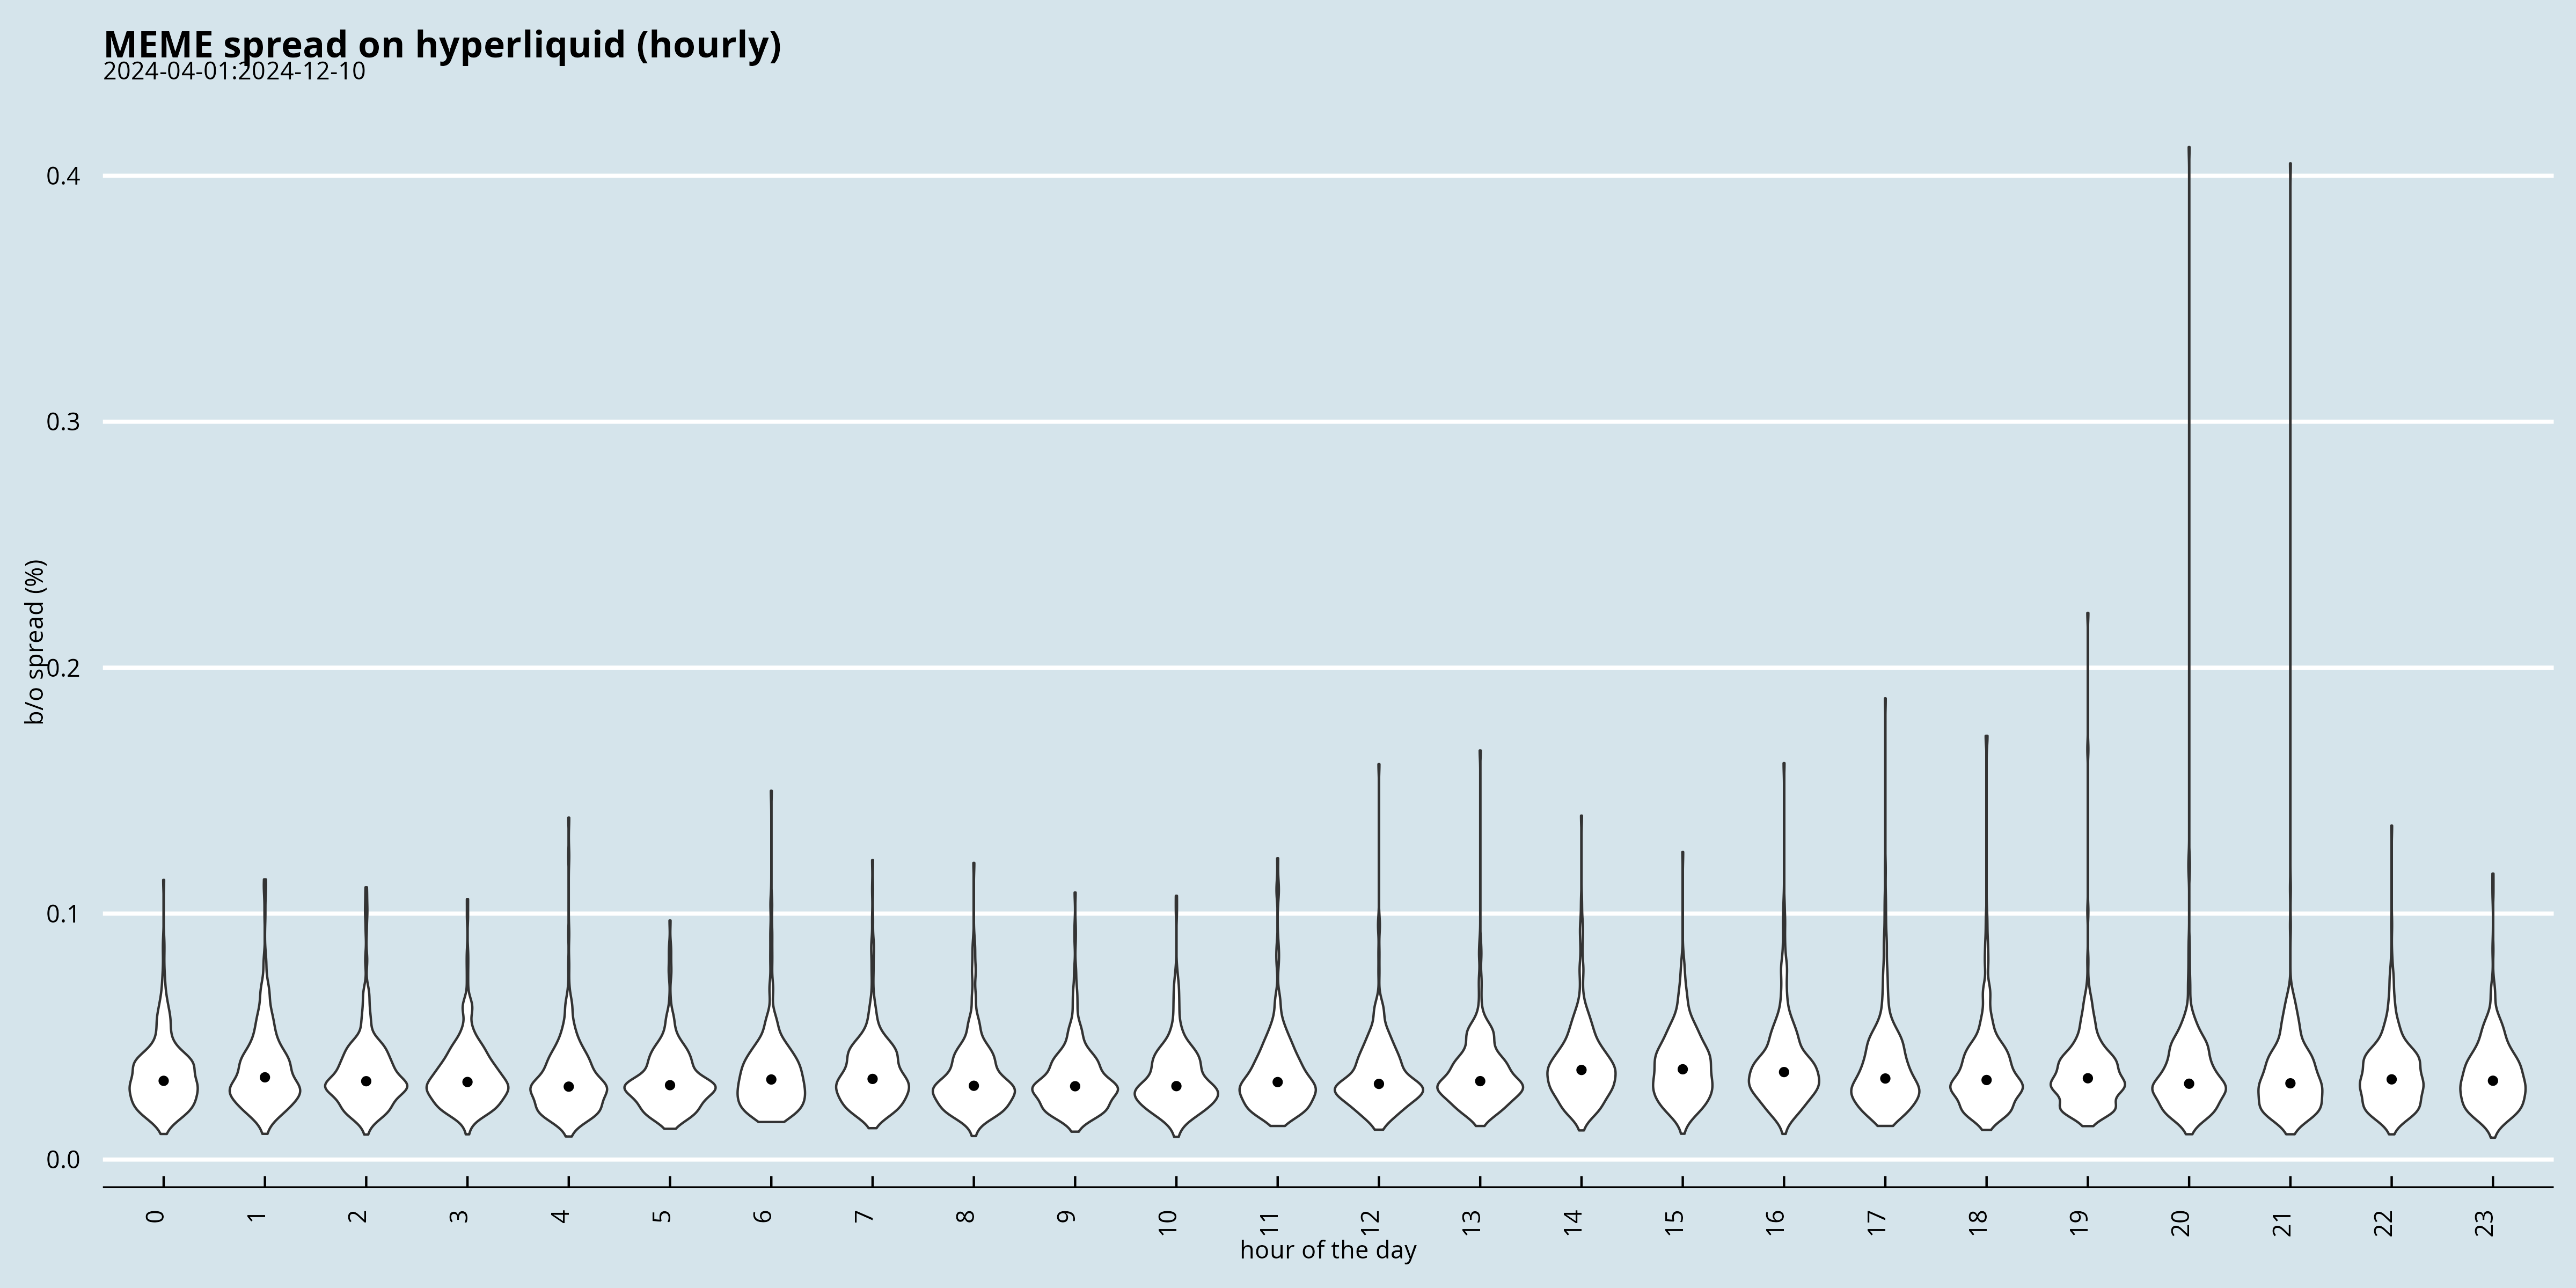 MEME spread on hyperliquid (hourly)
2024-04-01:2024-12-10
0.4
0.3
0.2
0.1
0.0
b/o spread (%)
0 1 2 3 4 5 6 7 8 9 10 11 12 13 14 15 16 17 18 19 20 21 22 23
hour of the day